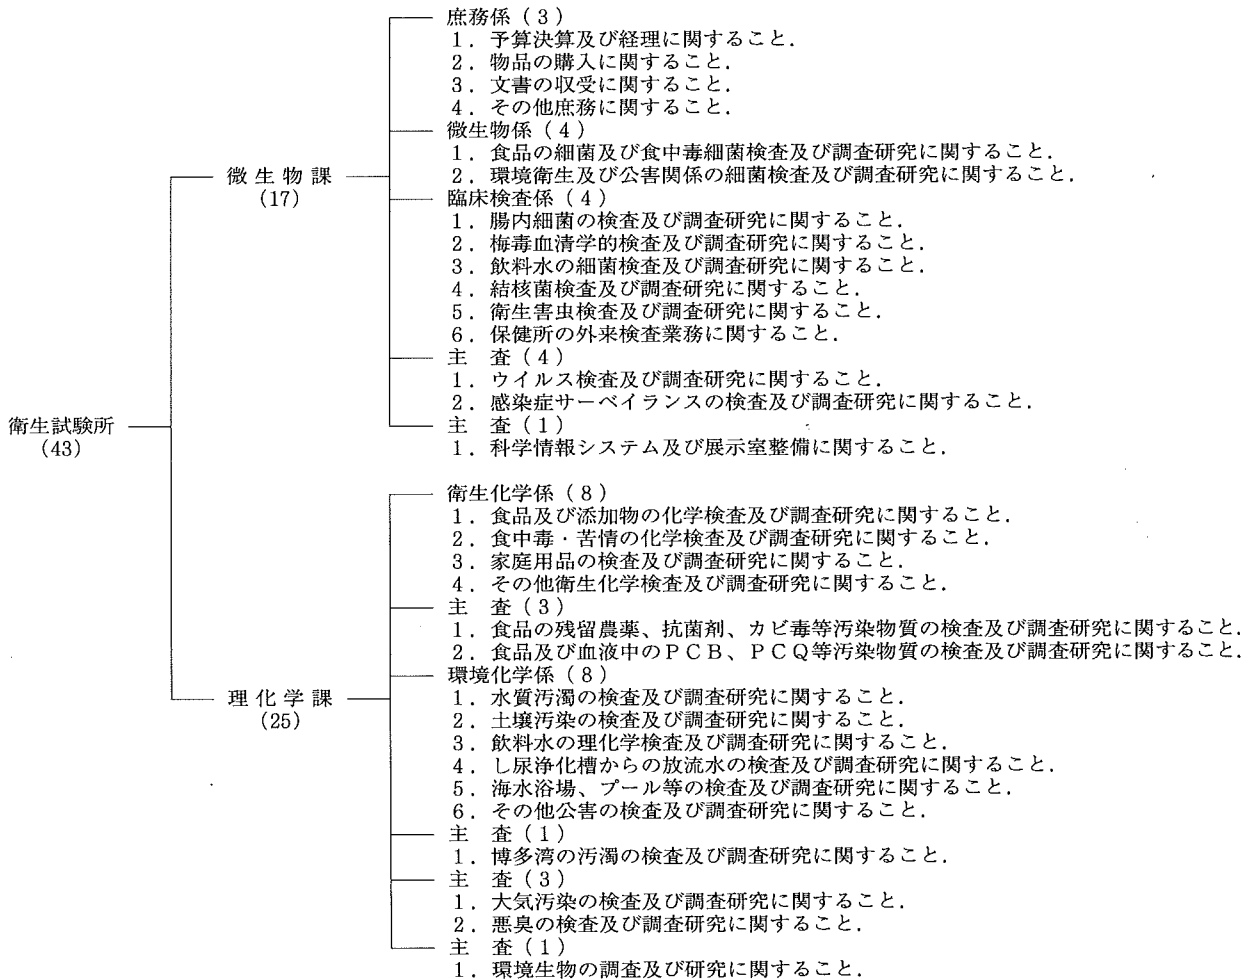 衛生試験所
(43)
微生物課
(17)
庶務係(3)
1.予算決算及び経理に関すること.
2.物品の購入に関すること.
3.文書の収受に関すること.
4.その他庶務に関すること.
微生物係(4)
1.食品の細菌及び食中毒細菌検査及び調査研究に関すること.
2.環境衛生及び公害関係の細菌検査及び調査研究に関すること.
臨床検査係(4)
1.腸内細菌の検査及び調査研究に関すること.
2.梅毒血清学的検査及び調査研究に関すること.
3.飲料水の細菌検査及び調査研究に関すること.
4.結核菌検査及び調査研究に関すること.
5.衛生害虫検査及び調査研究に関すること.
6.保健所の外来検査業務に関すること.
主 査(4)
1.ウイルス検査及び調査研究に関すること.
2.感染症サーベイランスの検査及び調査研究に関すること.
主 査(1)
1.科学情報システム及び展示室整備に関すること.
理化学課
(25)
衛生化学係(8)
1.食品及び添加物の化学検査及び調査研究に関すること.
2.食中毒・苦情の化学検査及び調査研究に関すること.
3.家庭用品の検査及び調査研究に関すること.
4.その他衛生化学検査及び調査研究に関すること.
主 査(3)
1.食品の残留農薬、抗菌剤、カビ毒等汚染物質の検査及び調査研究に関すること.
2.食品及び血液中のPCB、PCQ等汚染物質の検査及び調査研究に関すること.
環境化学係(8)
1.水質汚濁の検査及び調査研究に関すること.
2.土壌汚染の検査及び調査研究に関すること.
3.飲料水の理化学検査及び調査研究に関すること.
4.し尿浄化槽からの放流水の検査及び調査研究に関すること.
5.海水浴場、プール等の検査及び調査研究に関すること.
6.その他公害の検査及び調査研究に関すること.
主 査(1)
1.博多湾の汚濁の検査及び調査研究に関すること.
主 査(3)
1.大気汚染の検査及び調査研究に関すること.
2.悪臭の検査及び調査研究に関すること.
主 査(1)
1.環境生物の調査及び研究に関すること.